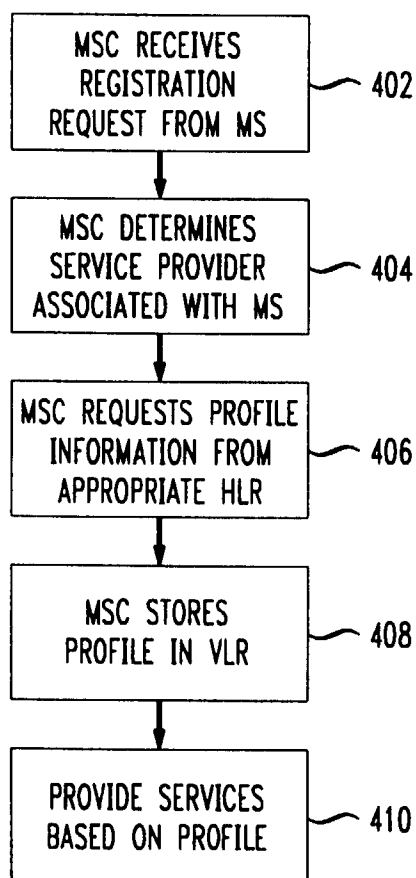 MSC RECEIVES
REGISTRATION
REQUEST FROM MS
402
MSC DETERMINES
SERVICE PROVIDER
ASSOCIATED WITH MS
404
MSC REQUESTS PROFILE
INFORMATION FROM
APPROPRIATE HLR
406
MSC STORES
PROFILE IN VLR
408
PROVIDE SERVICES
BASED ON PROFILE
410